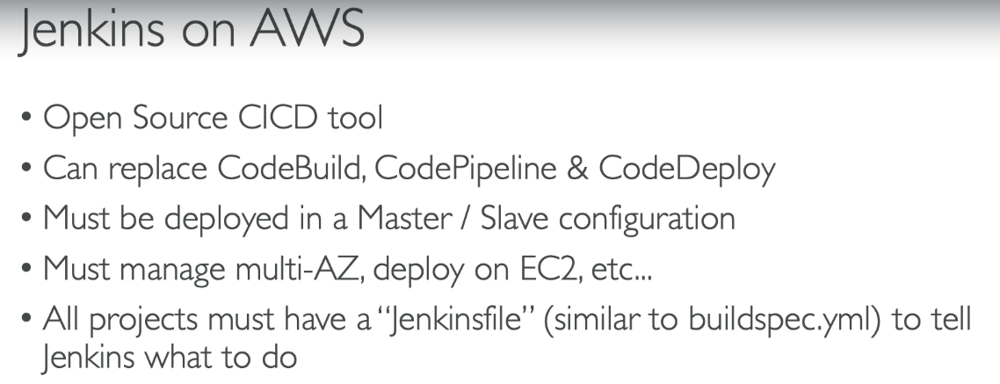 Jenkins on AWS
• Open Source CICD tool
• Can replace CodeBuild, CodePipeline & CodeDeploy
• Must be deployed in a Master / Slave configuration
• Must manage multi-AZ, deploy on EC2, etc...
• All projects must have a “Jenkinsfile” (similar to buildspec.yml) to tell
Jenkins what to do